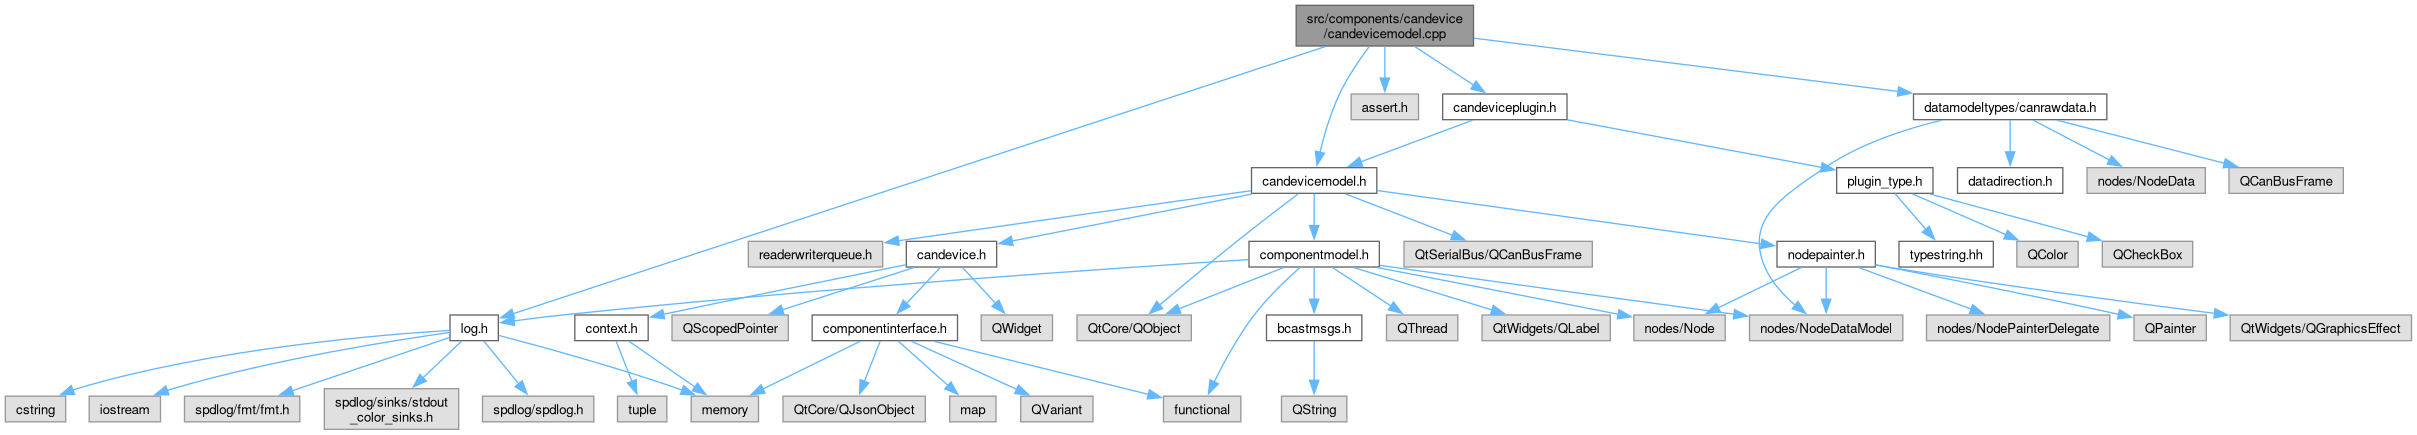 src/components/candevice
/candevicemodel.cpp
assert.h
candeviceplugin.h
datamodeltypes/canrawdata.h
candevicemodel.h
plugin_type.h
datadirection.h
nodes/NodeData
QCanBusFrame
readerwriterqueue.h
candevice.h
componentmodel.h
QtSerialBus/QCanBusFrame
nodepainter.h
typestring.hh
QColor
QCheckBox
log.h
context.h
QScopedPointer
componentinterface.h
QWidget
QtCore/QObject
bcastmsgs.h
QThread
QtWidgets/QLabel
nodes/Node
nodes/NodeDataModel
nodes/NodePainterDelegate
QPainter
QtWidgets/QGraphicsEffect
cstring
iostream
spdlog/fmt/fmt.h
spdlog/sinks/stdout
_color_sinks.h
spdlog/spdlog.h
tuple
memory
QtCore/QJsonObject
map
QVariant
functional
QString